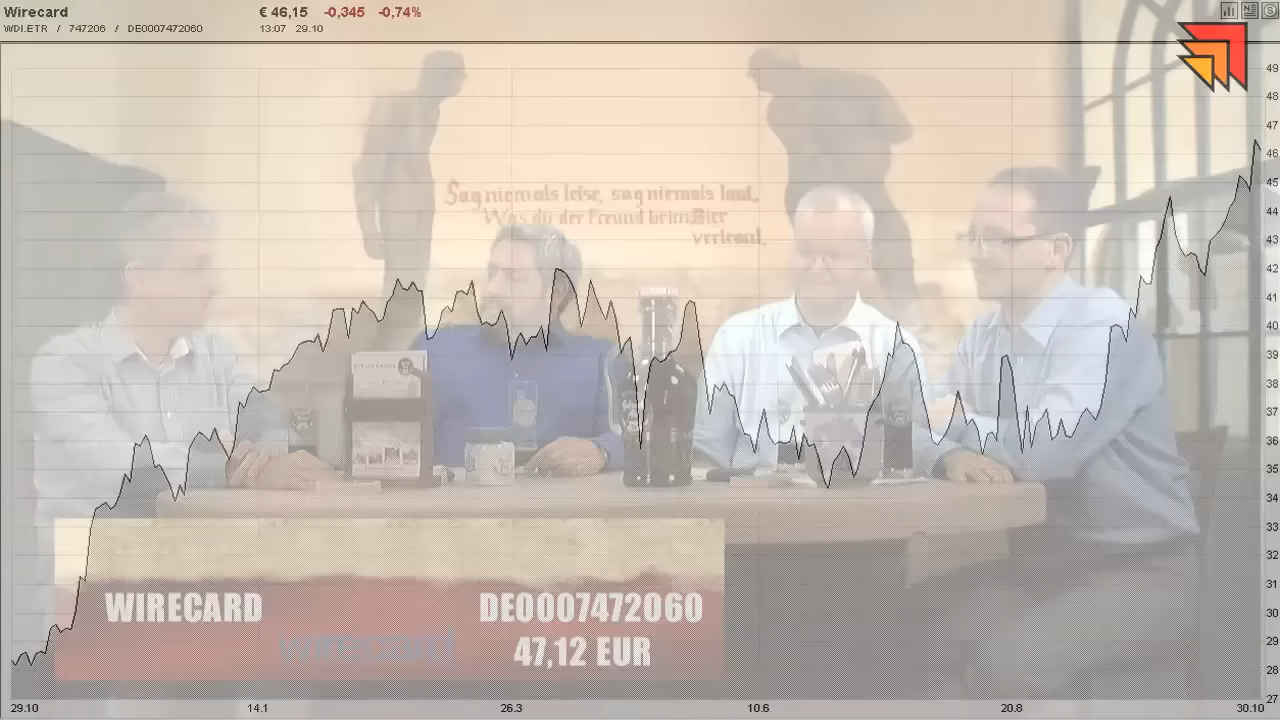 Wirecard
€ 46,15 -0,345 -0,74%
WDI.ETR / 747206 / DE0007472060
13:07 29.10
49
48
47
46
45
44
43
42
41
40
39
38
37
36
35
34
33
32
31
30
29
28
27
Sag niemals leise, sag niemals laut,
Was dir der Freund beim Bier
vertraut.
WIRECARD DE0007472060
wirecard 47,12 EUR
29.10 14.1 26.3 10.6 20.8 30.10